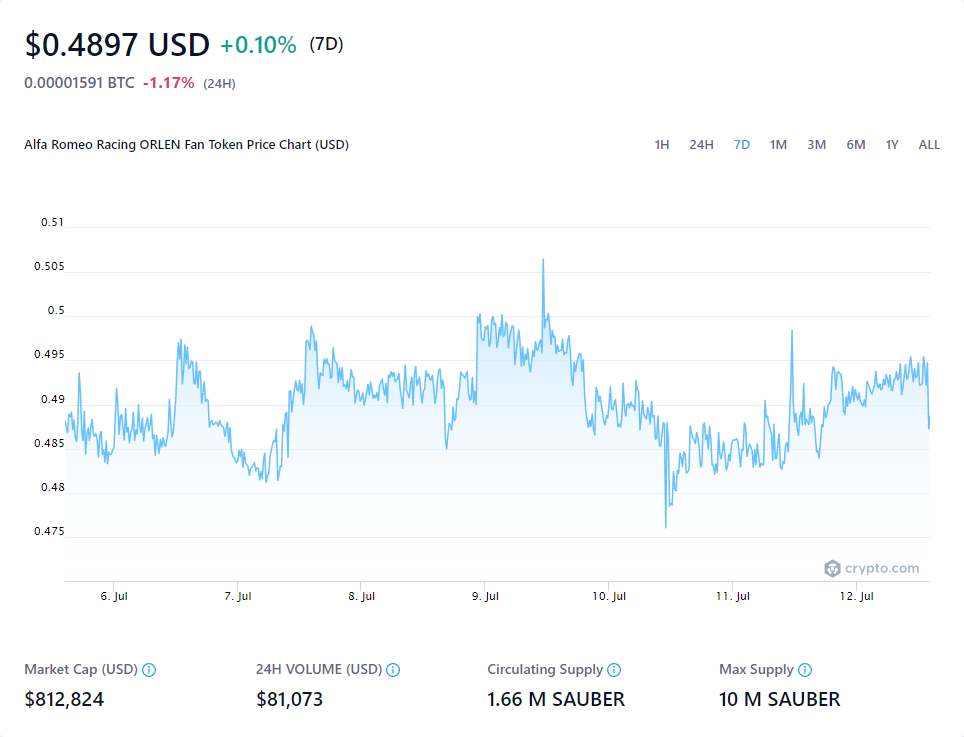 $0.4897 USD +0.10% (7D)
0.00001591 BTC -1.17% (24H)
Alfa Romeo Racing ORLEN Fan Token Price Chart (USD)
1H 24H 7D 1M 3M 6M 1Y ALL
0.51
0.505
0.5
0.495
0.49
0.485
0.48
0.475
crypto.com
6. Jul 7. Jul 8. Jul 9. Jul 10. Jul 11. Jul 12. Jul
Market Cap (USD) 24H VOLUME (USD) Circulating Supply Max Supply
$812,824 $81,073 1.66 M SAUBER 10 M SAUBER